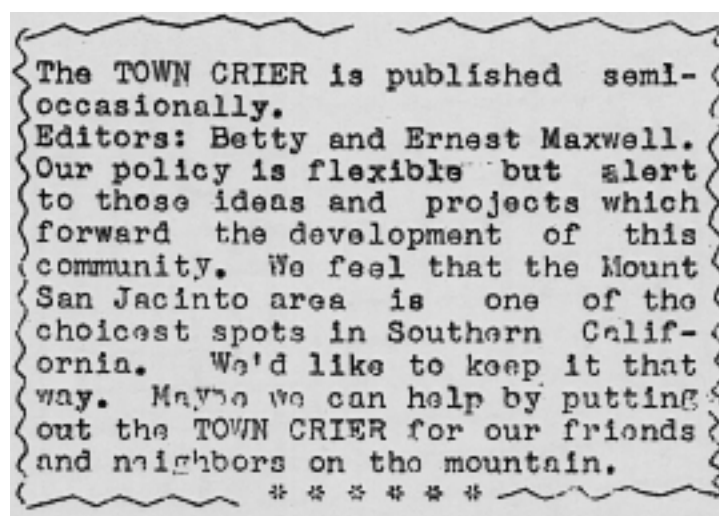 The TOWN CRIER is published semi-
occasionally.
Editors: Betty and Ernest Maxwell.
Our policy is flexible but alert
to those ideas and projects which
forward the development of this
community. We feel that the Mount
San Jacinto area is one of the
choicest spots in Southern Calif-
ornia. We'd like to keep it that
way. Maybe we can help by putting
out the TOWN CRIER for our friends
and neighbors on the mountain.
* * * * * *